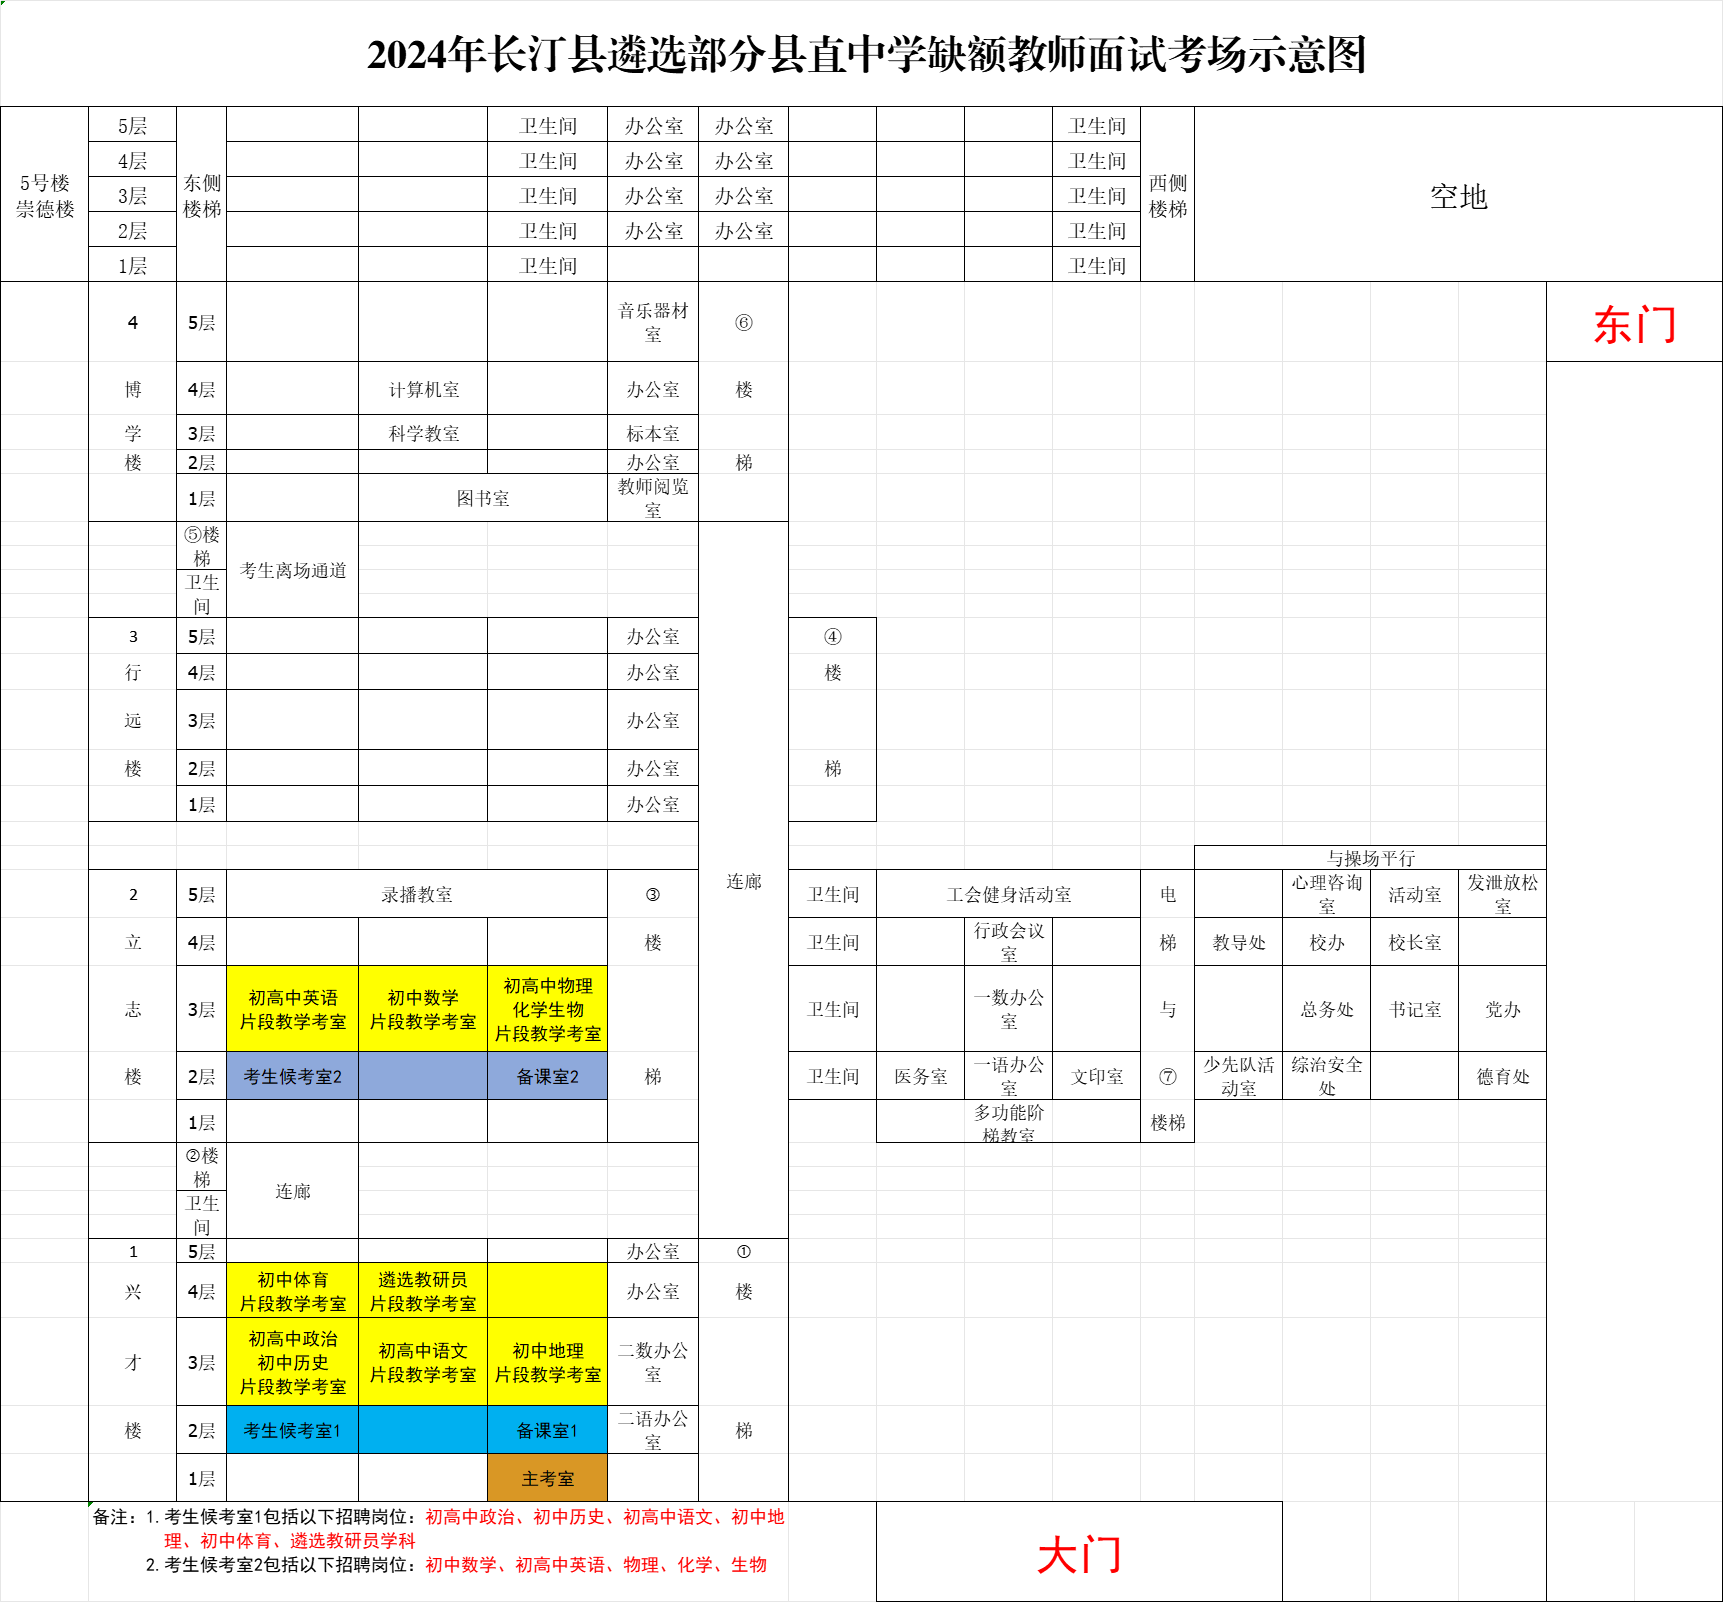 2024年长汀县遴选部分县直中学缺额教师面试考场示意图
5号楼
崇德楼
东侧
楼梯
西侧
楼梯
空地
5层 卫生间 办公室 办公室 卫生间
4层 卫生间 办公室 办公室 卫生间
3层 卫生间 办公室 办公室 卫生间
2层 卫生间 办公室 办公室 卫生间
1层 卫生间 卫生间
4 5层 音乐器材
室
⑥
东门
博 4层 计算机室 办公室 楼
学 3层 科学教室 标本室
楼 2层 办公室 梯
1层 图书室 教师阅览
室
⑤楼
梯
卫生
间
考生离场通道
3 5层 办公室 ④
行 4层 办公室 楼
远 3层 办公室
楼 2层 办公室 梯
1层 办公室
连廊
与操场平行
2 5层 录播教室 ③ 卫生间 工会健身活动室 电 心理咨询
室
活动室 发泄放松
室
立 4层 楼 卫生间 行政会议
室
梯 教导处 校办 校长室
志 3层 初高中英语
片段教学考室
初中数学
片段教学考室
初高中物理
化学生物
片段教学考室
卫生间 一数办公
室
与 总务处 书记室 党办
楼 2层 考生候考室2 备课室2 梯 卫生间 医务室 一语办公
室
文印室 ⑦ 少先队活
动室
综治安全
处
德育处
1层 多功能阶
梯教室
楼梯
②楼
梯
卫生
间
连廊
1 5层 办公室 ①
兴 4层 初中体育
片段教学考室
遴选教研员
片段教学考室
办公室 楼
才 3层 初高中政治
初中历史
片段教学考室
初高中语文
片段教学考室
初中地理
片段教学考室
二数办公
室
楼 2层 考生候考室1 备课室1 二语办公
室
梯
1层 主考室
备注：1.考生候考室1包括以下招聘岗位：初高中政治、初中历史、初高中语文、初中地
理、初中体育、遴选教研员学科
2.考生候考室2包括以下招聘岗位：初中数学、初高中英语、物理、化学、生物
大门